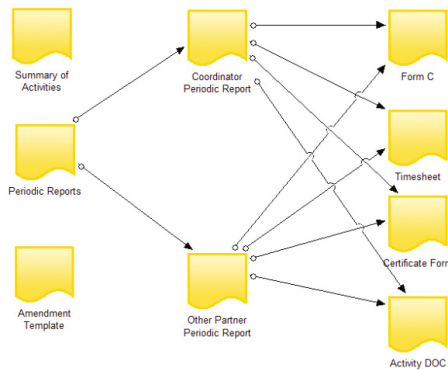 Summary of
Activities
Coordinator
Periodic Report
Form C
Periodic Reports
Timesheet
Certificate Form
Amendment
Template
Other Partner
Periodic Report
Activity DOC